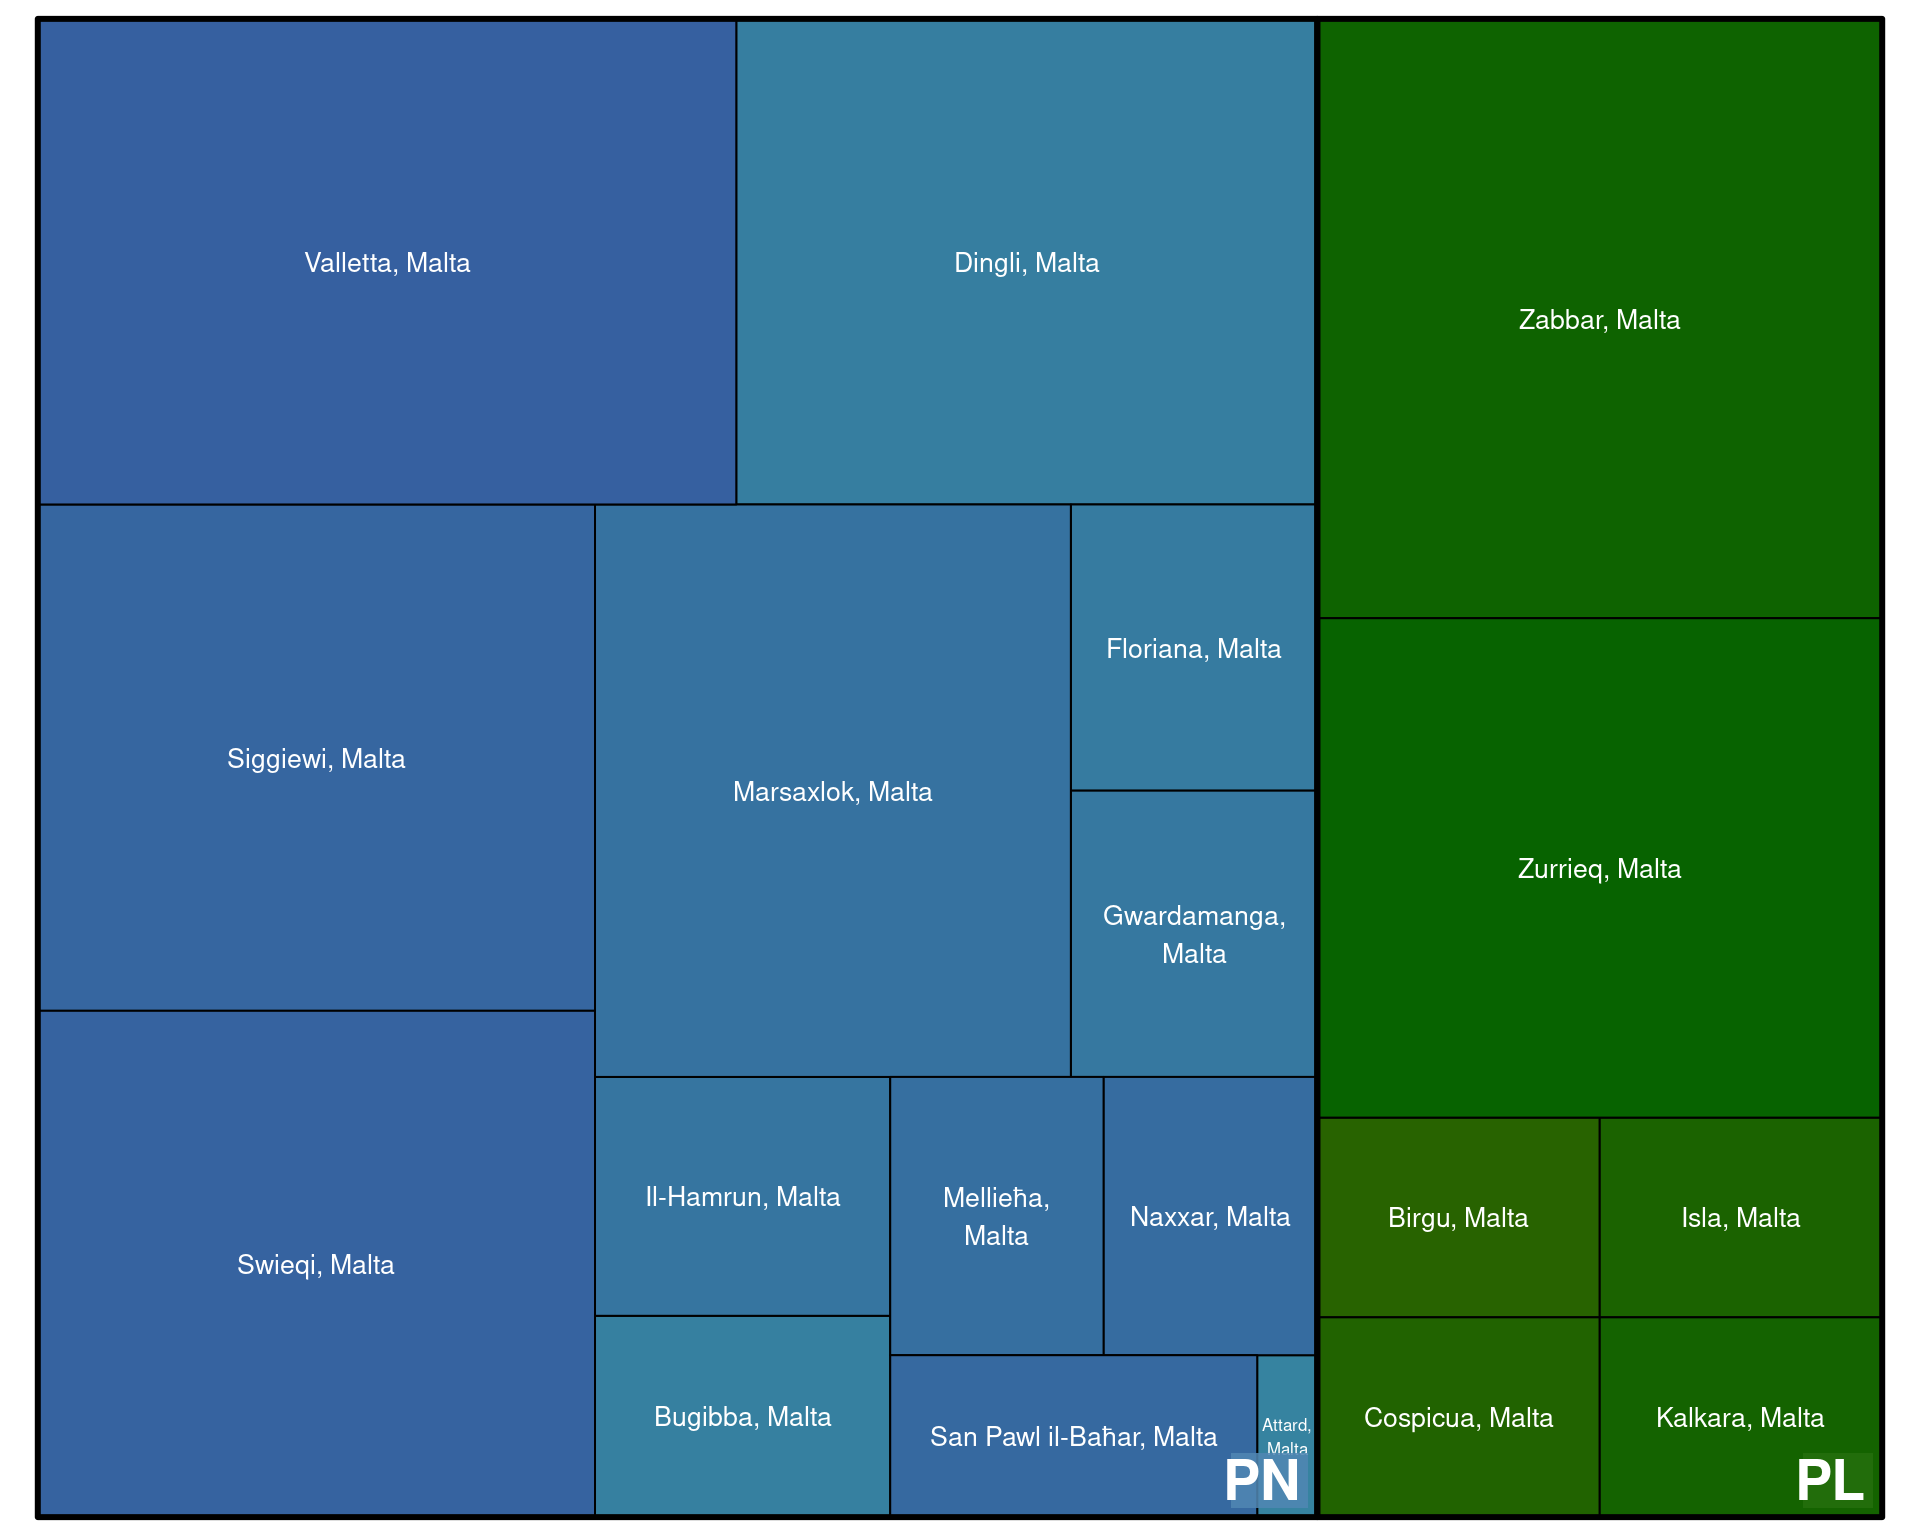 Valletta, Malta
Dingli, Malta
Zabbar, Malta
Siggiewi, Malta
Marsaxlok, Malta
Floriana, Malta
Gwardamanga,
Malta
Zurrieq, Malta
Swieqi, Malta
Il-Hamrun, Malta
Mellieħa,
Malta
Naxxar, Malta
Birgu, Malta
Isla, Malta
Bugibba, Malta
San Pawl il-Baħar, Malta
Attard,
Malta
Cospicua, Malta
Kalkara, Malta
PN
PL